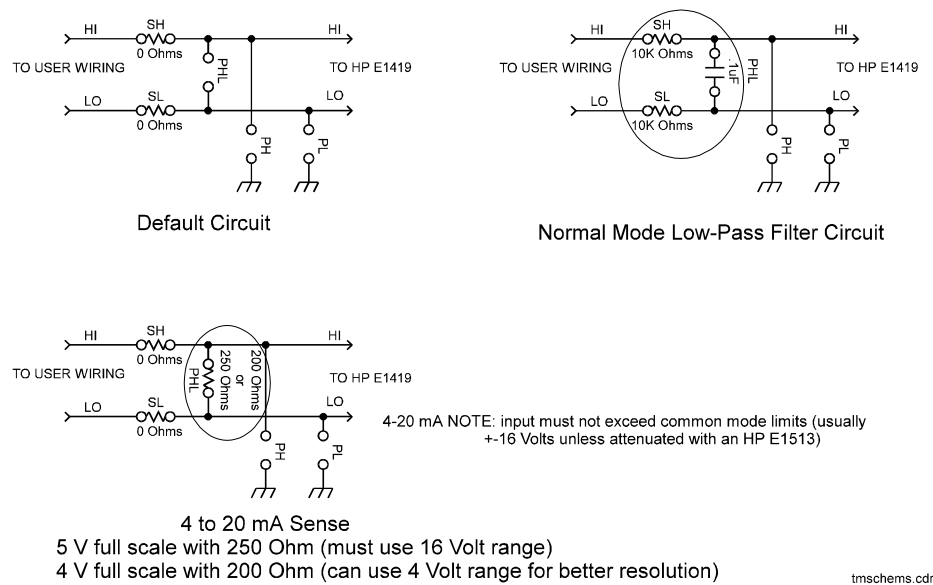 HI
SH
0 Ohms
HI
TO USER WIRING
PHL
TO HP E1419
LO
SL
0 Ohms
LO
PH
PL
Default Circuit
HI
SH
10K Ohms
HI
TO USER WIRING
.1uF
PHL
TO HP E1419
LO
SL
10K Ohms
LO
PH
PL
Normal Mode Low-Pass Filter Circuit
HI
SH
0 Ohms
HI
TO USER WIRING
PHL
200 Ohms
or
250 Ohms
TO HP E1419
LO
SL
0 Ohms
LO
PH
PL
4-20 mA NOTE: input must not exceed common mode limits (usually
+-16 Volts unless attenuated with an HP E1513)
4 to 20 mA Sense
5 V full scale with 250 Ohm (must use 16 Volt range)
4 V full scale with 200 Ohm (can use 4 Volt range for better resolution)
tmschems.cdr